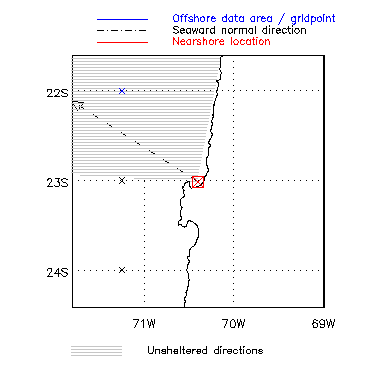 Offshore data area / gridpoint
Seaward normal direction
Nearshore location
22S
23S
24S
71W 70W 69W
Unsheltered directions